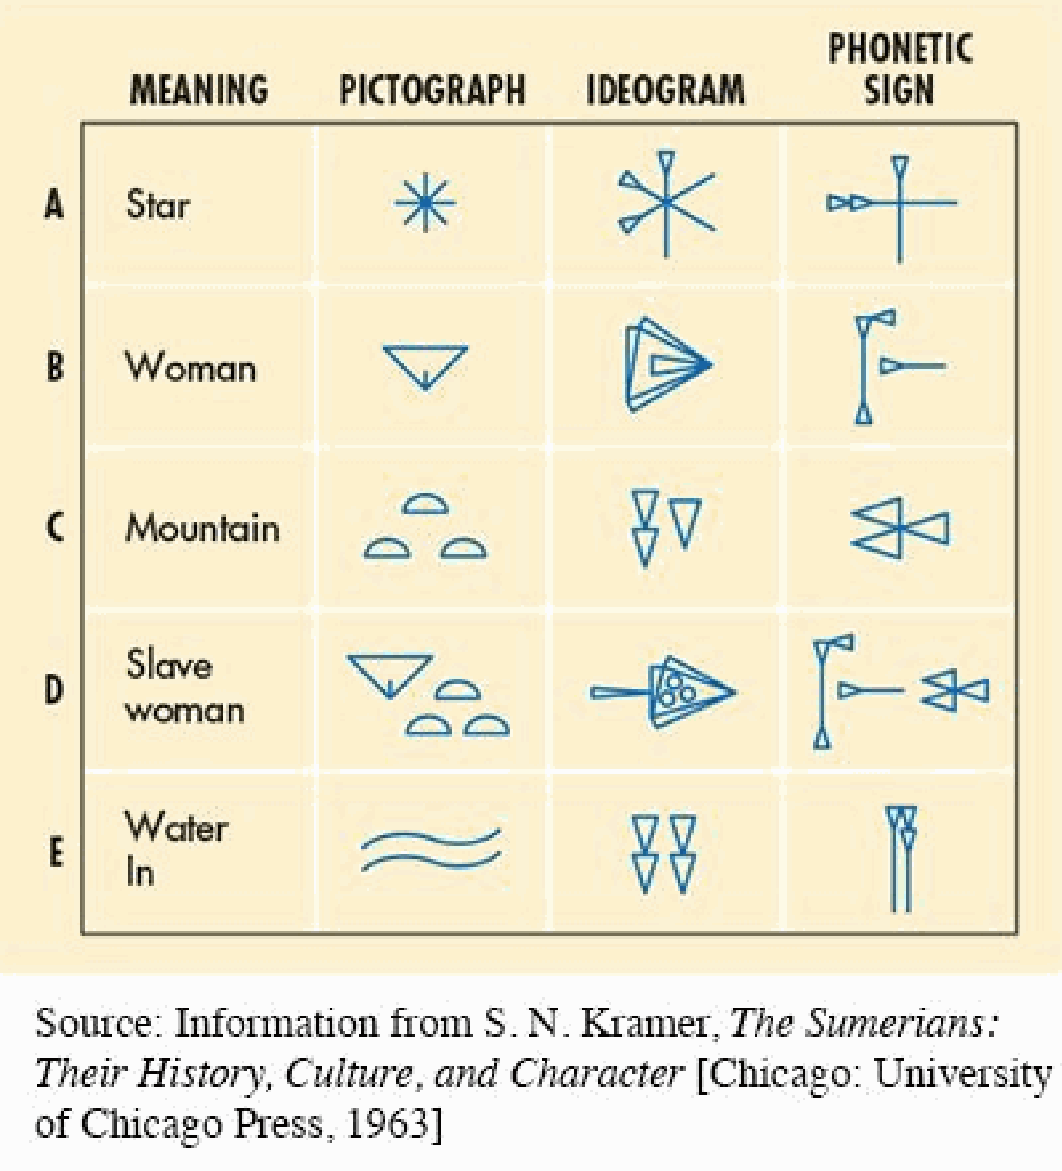 MEANING PICTOGRAPH IDEOGRAM PHONETIC SIGN
A Star
B Woman
C Mountain
D Slave woman
E Water In
Source: Information from S. N. Kramer, The Sumerians:
Their History, Culture, and Character [Chicago: University
of Chicago Press, 1963]